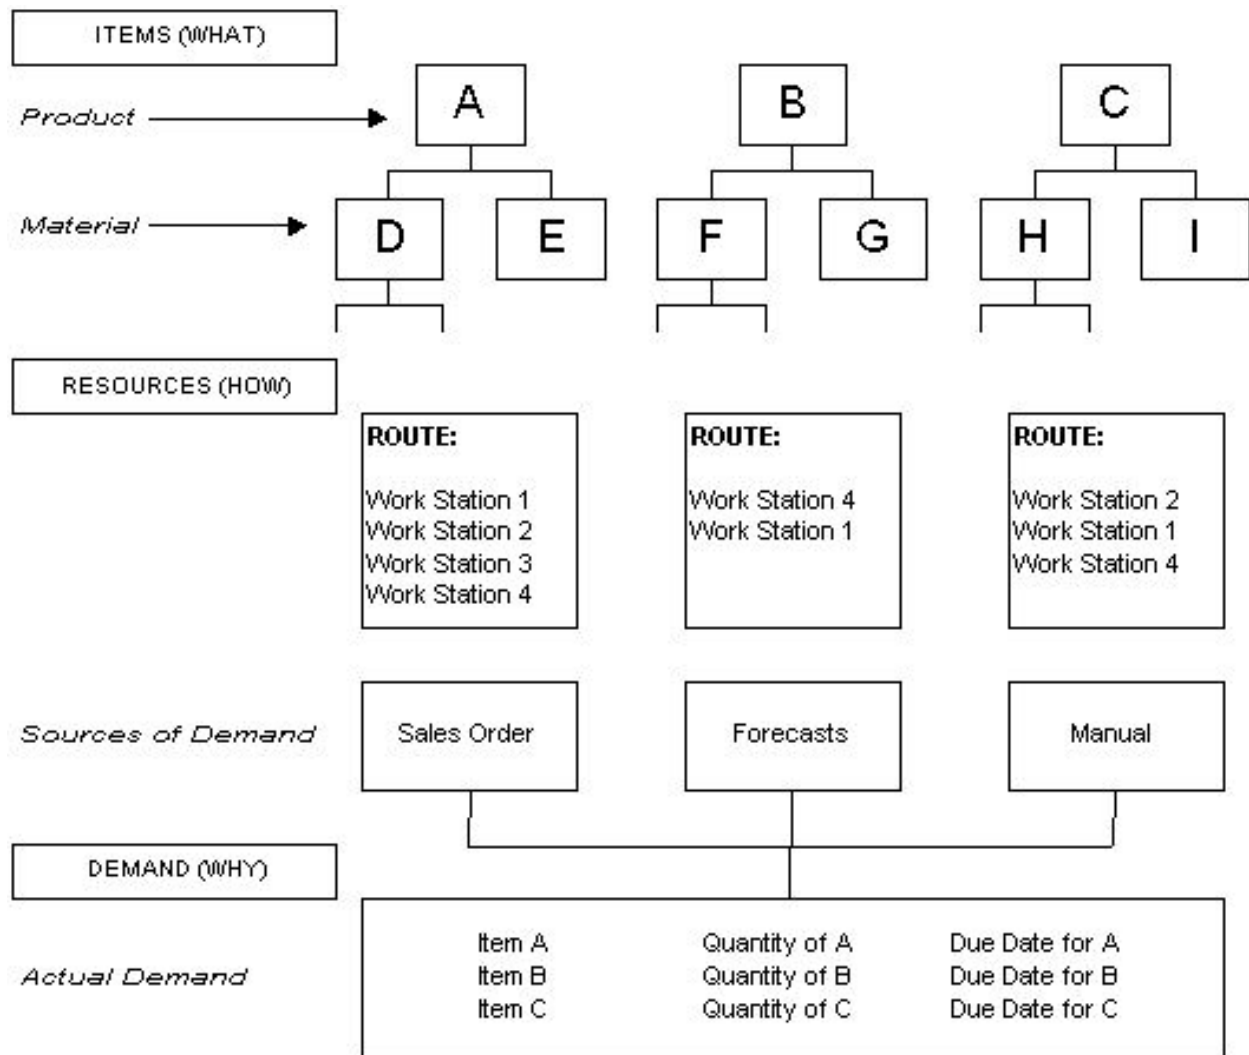 ITEMS (WHAT)
A B C
Product
Material
D E F G H I
RESOURCES (HOW)
ROUTE:
Work Station 1
Work Station 2
Work Station 3
Work Station 4
ROUTE:
Work Station 4
Work Station 1
ROUTE:
Work Station 2
Work Station 1
Work Station 4
Sources of Demand
Sales Order
Forecasts
Manual
DEMAND (WHY)
Actual Demand
Item A Quantity of A Due Date for A
Item B Quantity of B Due Date for B
Item C Quantity of C Due Date for C